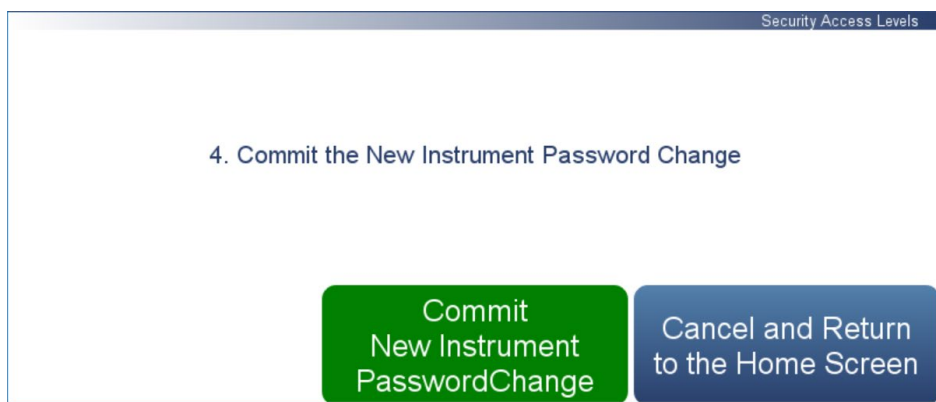 Security Access Levels
4. Commit the New Instrument Password Change
Commit
New Instrument
PasswordChange
Cancel and Return
to the Home Screen